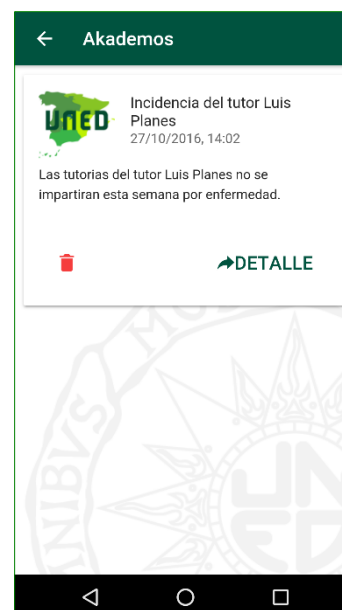 Akademos
UNED
Incidencia del tutor Luis
Planes
27/10/2016, 14:02
Las tutorias del tutor Luis Planes no se
impartiran esta semana por enfermedad.
DETALLE